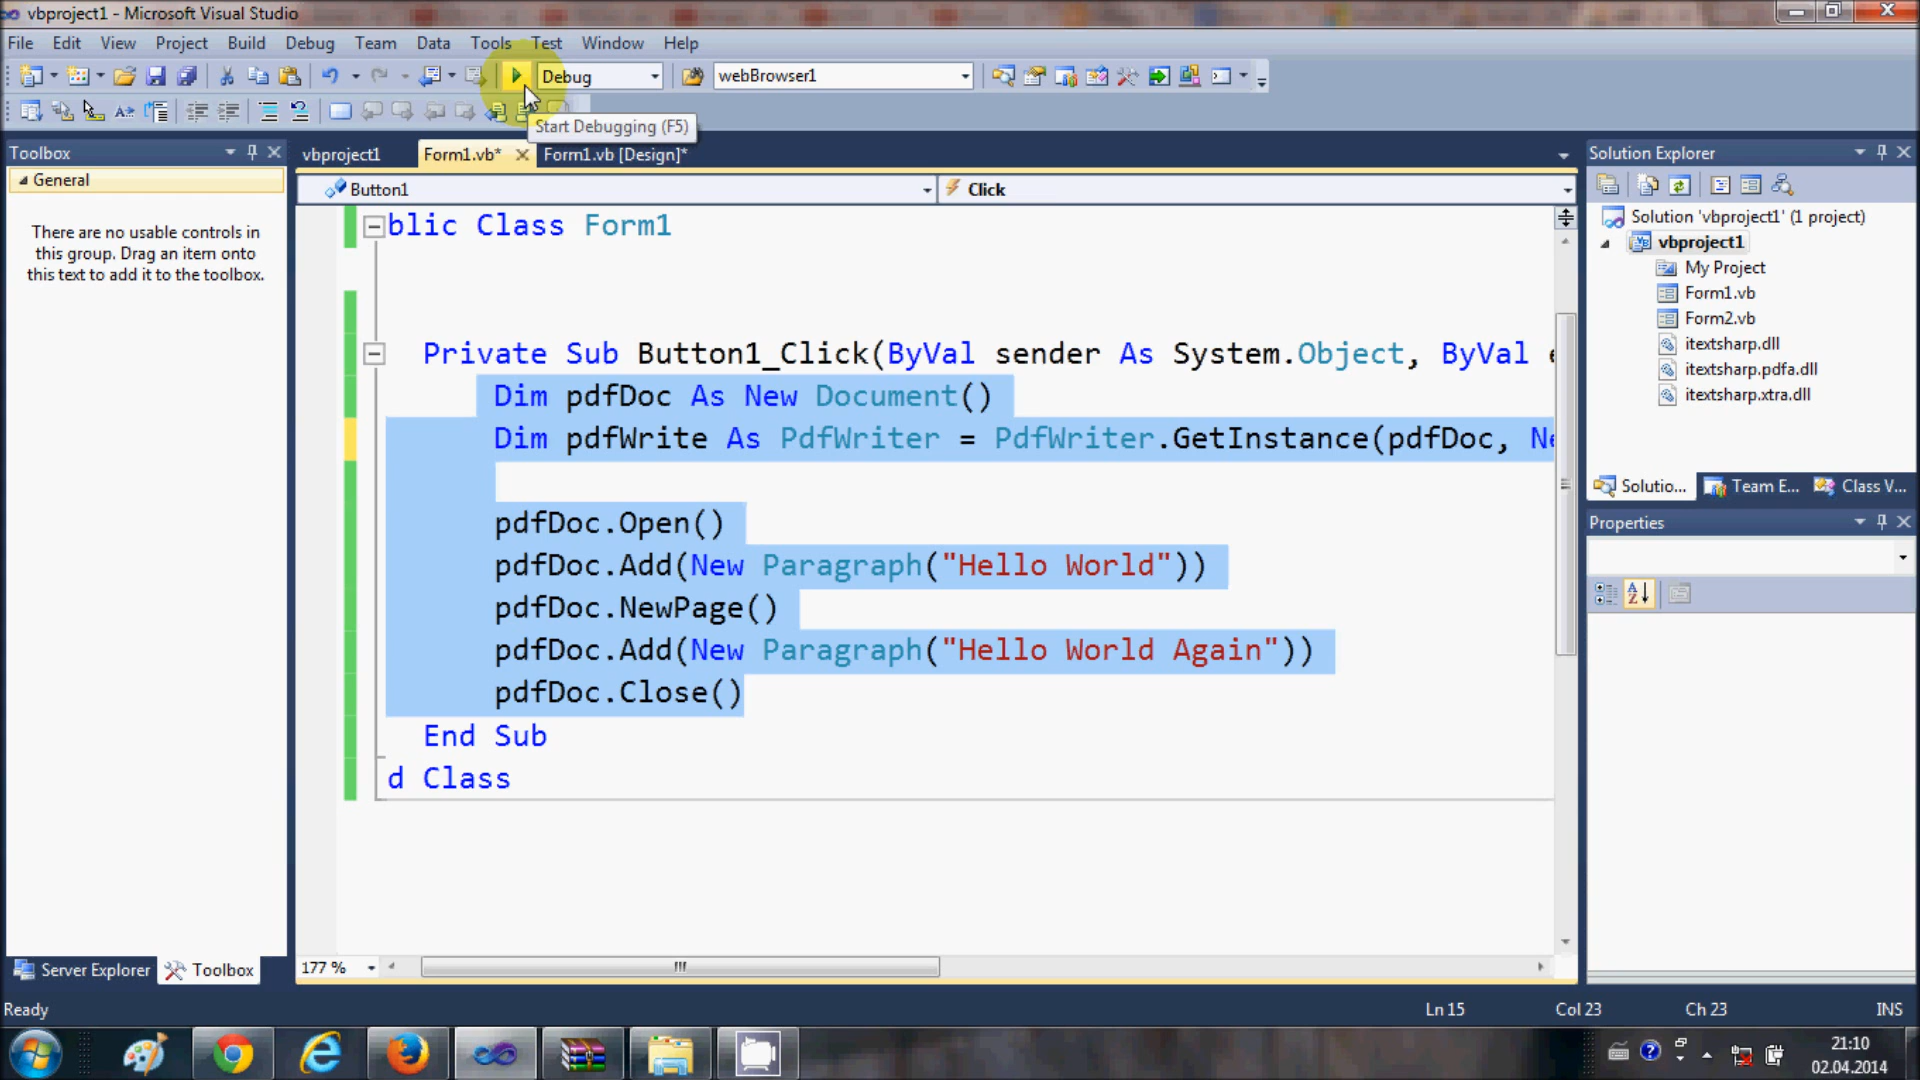 vbproject1 - Microsoft Visual Studio
File Edit View Project Build Debug Team Data Tools Test Window Help
Debug webBrowser1
Start Debugging (F5)
Toolbox
General
There are no usable controls in
this group. Drag an item onto
this text to add it to the toolbox.
Server Explorer Toolbox
vbproject1 Form1.vb* Form1.vb [Design]*
Button1 Click
blic Class Form1
Private Sub Button1_Click(ByVal sender As System.Object, ByVal e
Dim pdfDoc As New Document()
Dim pdfWrite As PdfWriter = PdfWriter.GetInstance(pdfDoc, Ne
pdfDoc.Open()
pdfDoc.Add(New Paragraph("Hello World"))
pdfDoc.NewPage()
pdfDoc.Add(New Paragraph("Hello World Again"))
pdfDoc.Close()
End Sub
d Class
177 %
Solution Explorer
Solution 'vbproject1' (1 project)
vbproject1
My Project
Form1.vb
Form2.vb
itextsharp.dll
itextsharp.pdfa.dll
itextsharp.xtra.dll
Solutio... Team E... Class V...
Properties
Ready Ln 15 Col 23 Ch 23 INS
21:10
02.04.2014